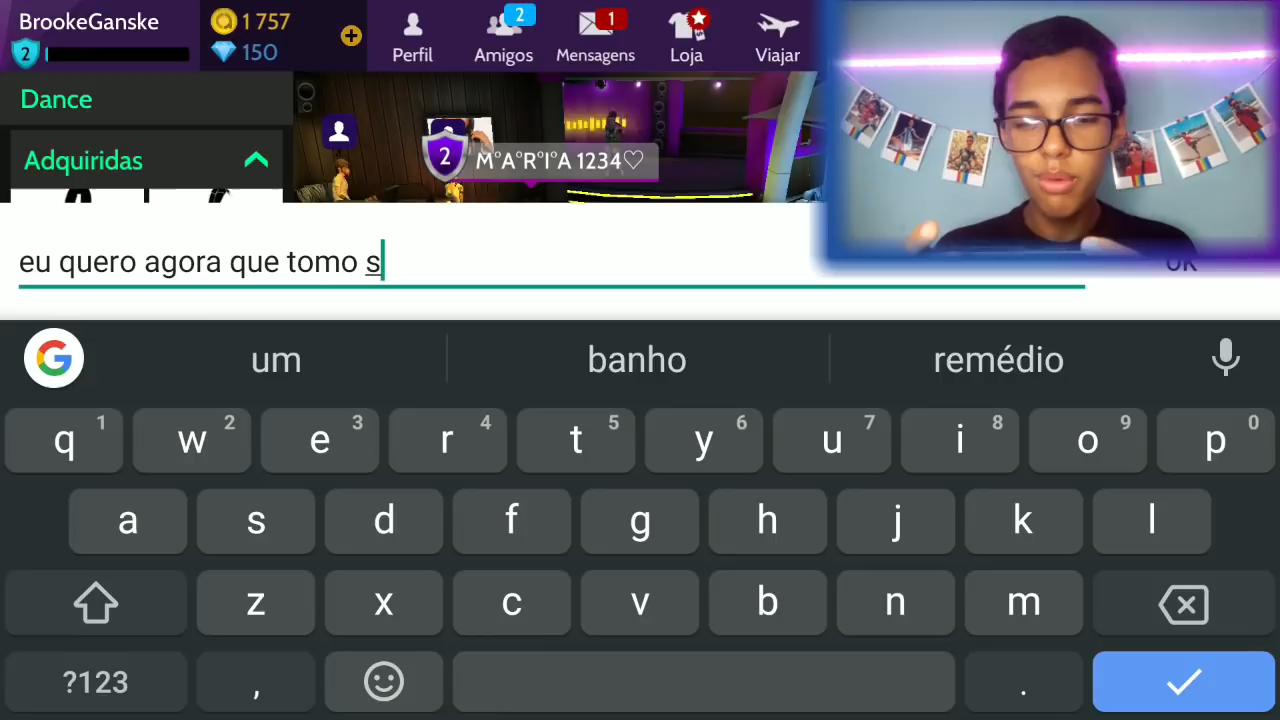 BrookeGanske
2
1 757
150
Perfil
2
Amigos
1
Mensagens
Loja
Viajar
Dance
Adquiridas
2
M°A°R°I°A 1234♡
eu quero agora que tomo s
OK
um
banho
remédio
q 1 w 2 e 3 r 4 t 5 y 6 u 7 i 8 o 9 p 0
a s d f g h j k l
z x c v b n m
?123 , .